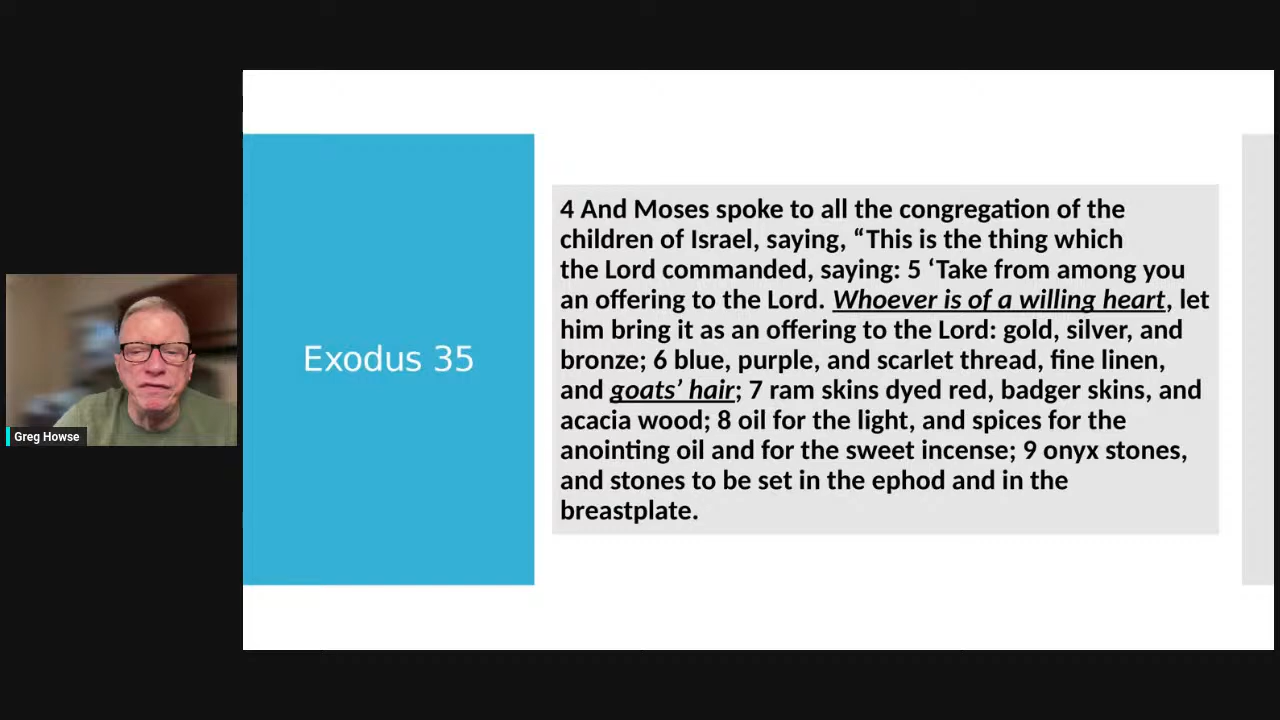 Greg Howse
Exodus 35
4 And Moses spoke to all the congregation of the
children of Israel, saying, “This is the thing which
the Lord commanded, saying: 5 ‘Take from among you
an offering to the Lord. Whoever is of a willing heart, let
him bring it as an offering to the Lord: gold, silver, and
bronze; 6 blue, purple, and scarlet thread, fine linen,
and goats’ hair; 7 ram skins dyed red, badger skins, and
acacia wood; 8 oil for the light, and spices for the
anointing oil and for the sweet incense; 9 onyx stones,
and stones to be set in the ephod and in the
breastplate.